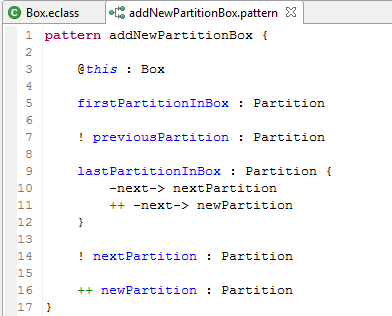 Box.eclass addNewPartitionBox.pattern
1 pattern addNewPartitionBox {
2
3 @this : Box
4
5 firstPartitionInBox : Partition
6
7 ! previousPartition : Partition
8
9 lastPartitionInBox : Partition {
10 -next-> nextPartition
11 ++ -next-> newPartition
12 }
13
14 ! nextPartition : Partition
15
16 ++ newPartition : Partition
17 }